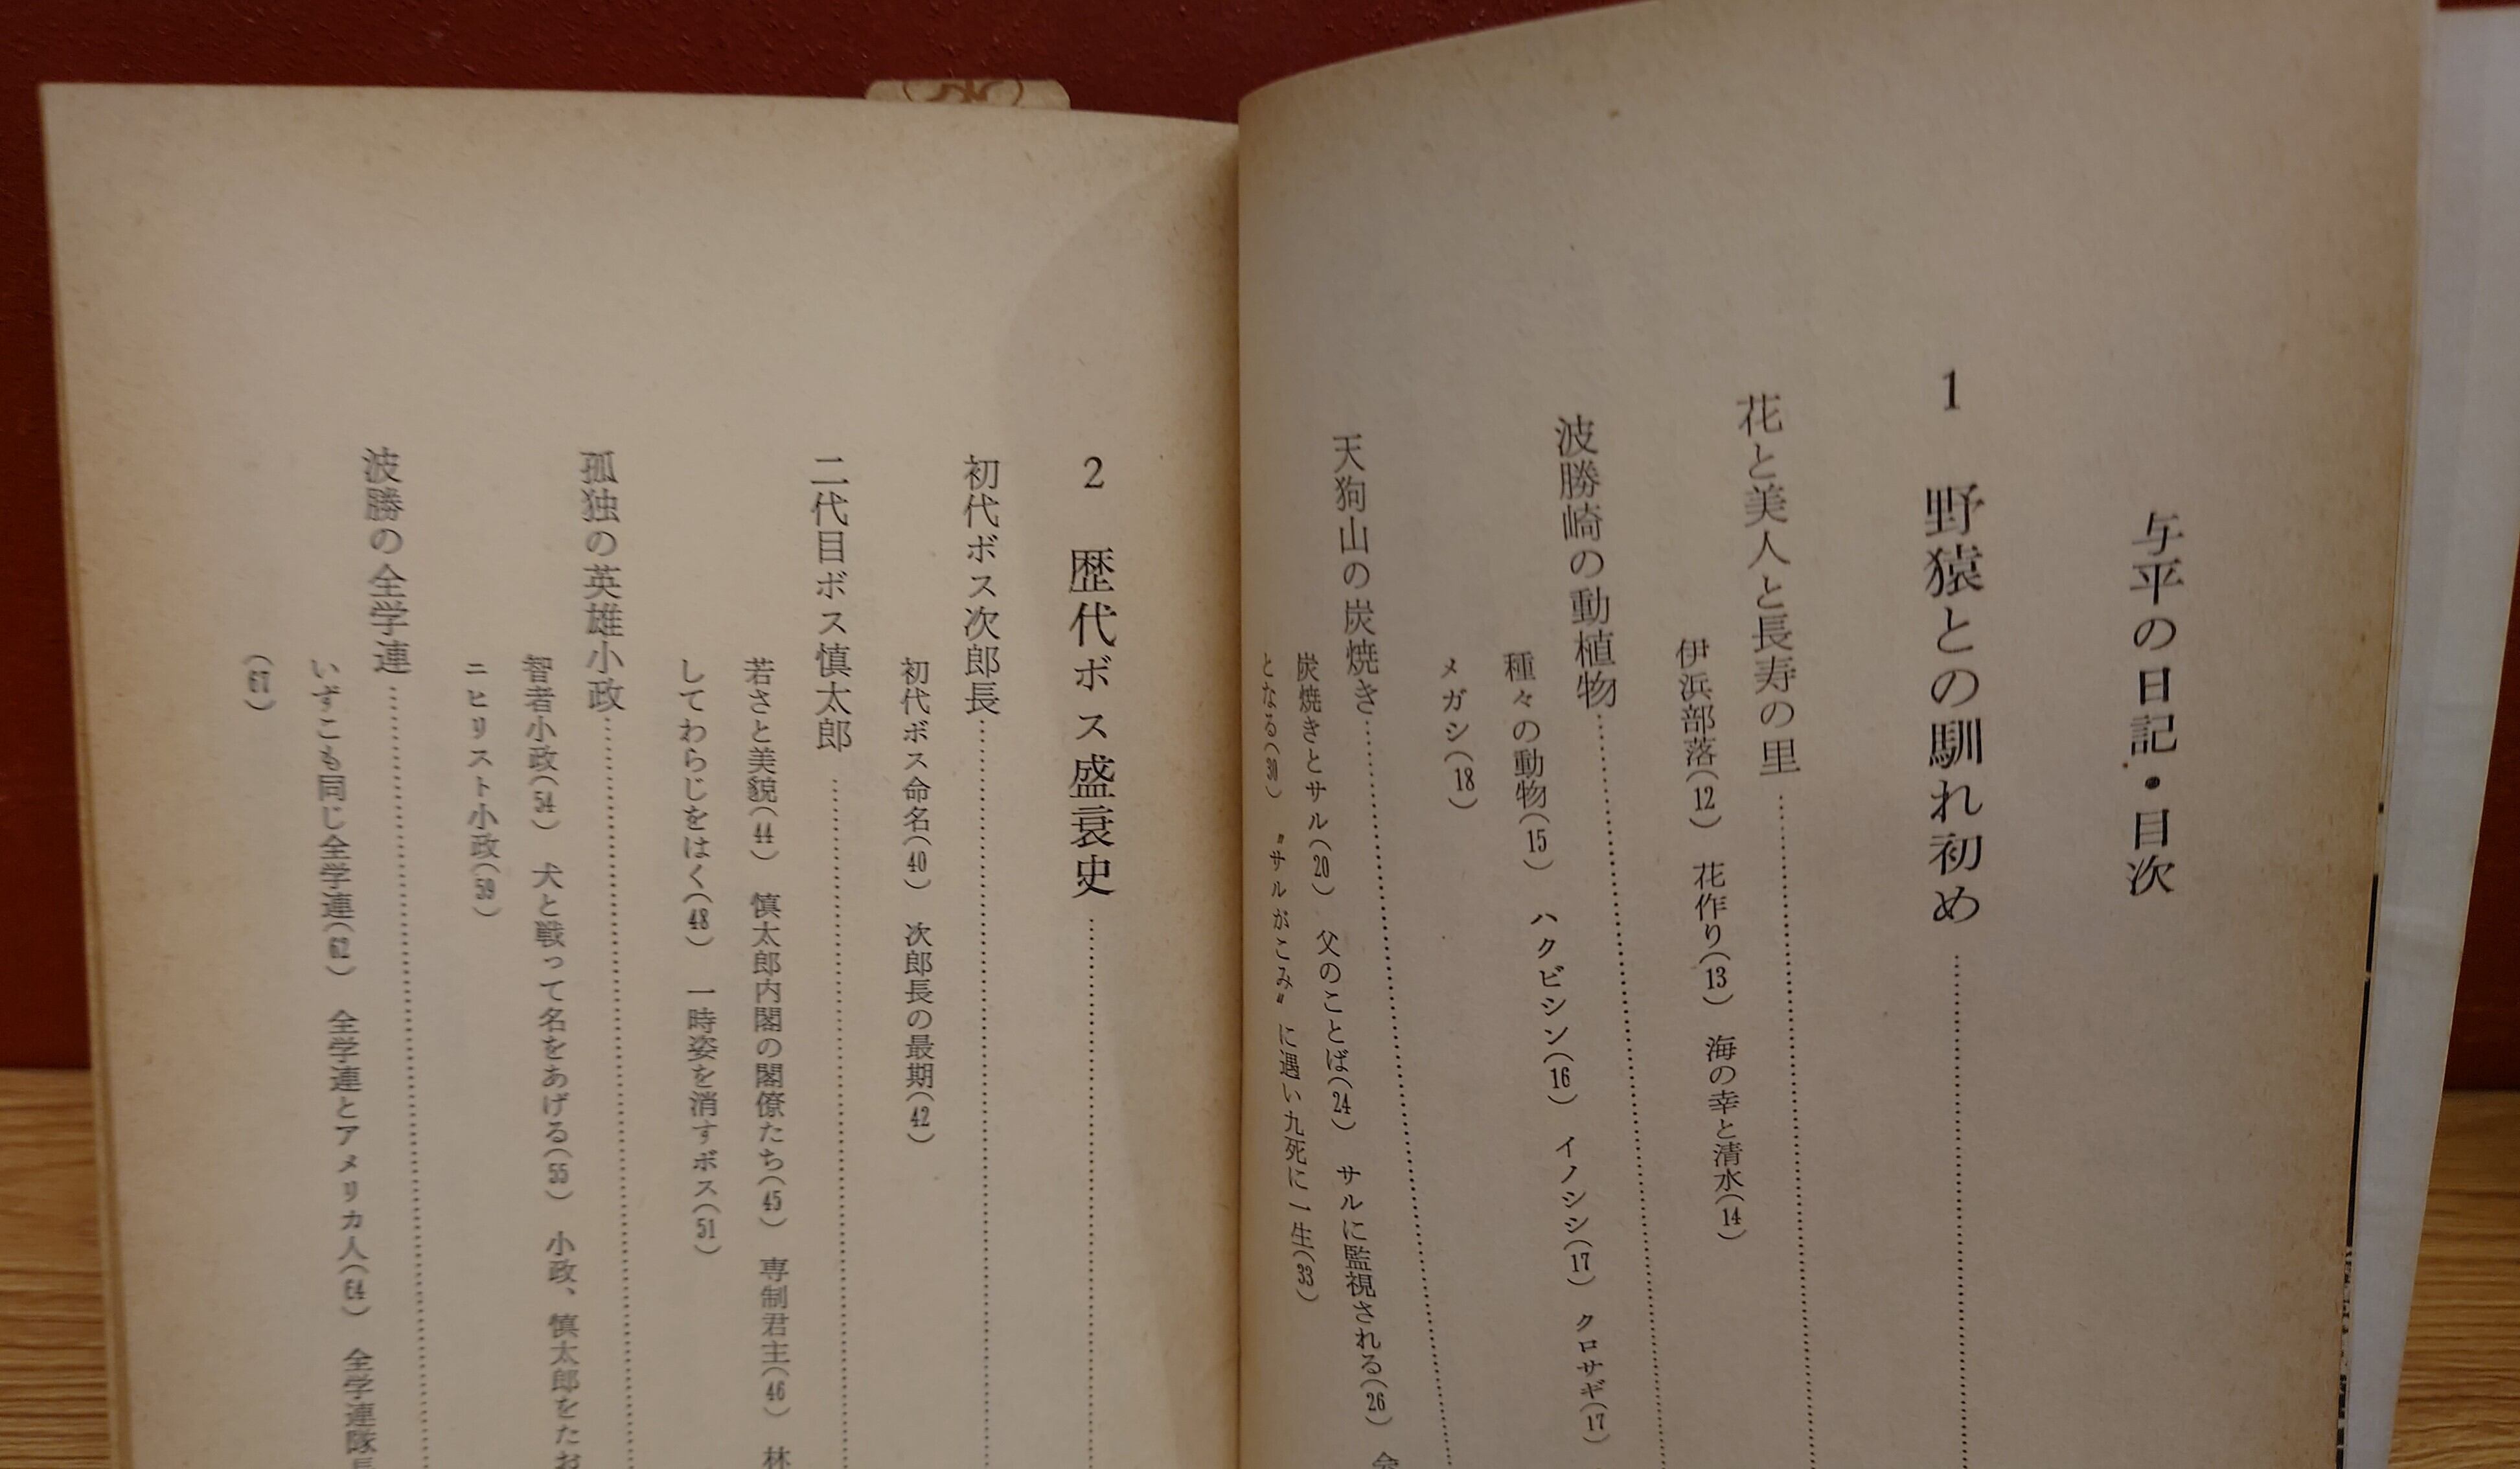 与平の日記・目次
1 野猿との馴れ初め
花と美人と長寿の里
伊浜部落(12) 花作り(13) 海の幸と清水(14)
波勝崎の動植物
種々の動物(15) ハクビシン(16) イノシシ(17) クロサギ(17)
メガシ(18)
天狗山の炭焼き
炭焼きとサル(20) 父のことば(24) サルに監視される(26)
となる(30)〝サルがこみ〟に遇い九死に一生(33)
2 歴代ボス盛衰史
初代ボス次郎長
初代ボス命名(40) 次郎長の最期(42)
二代目ボス慎太郎
若さと美貌(44) 慎太郎内閣の閣僚たち(45) 専制君主(46) 林
してわらじをはく(48) 一時姿を消すボス(51)
孤独の英雄小政
智者小政(54) 犬と戦って名をあげる(55) 小政、慎太郎をたお
ニヒリスト小政(59)
波勝の全学連
いずこも同じ全学連(62) 全学連とアメリカ人(64) 全学連隊長
(67)